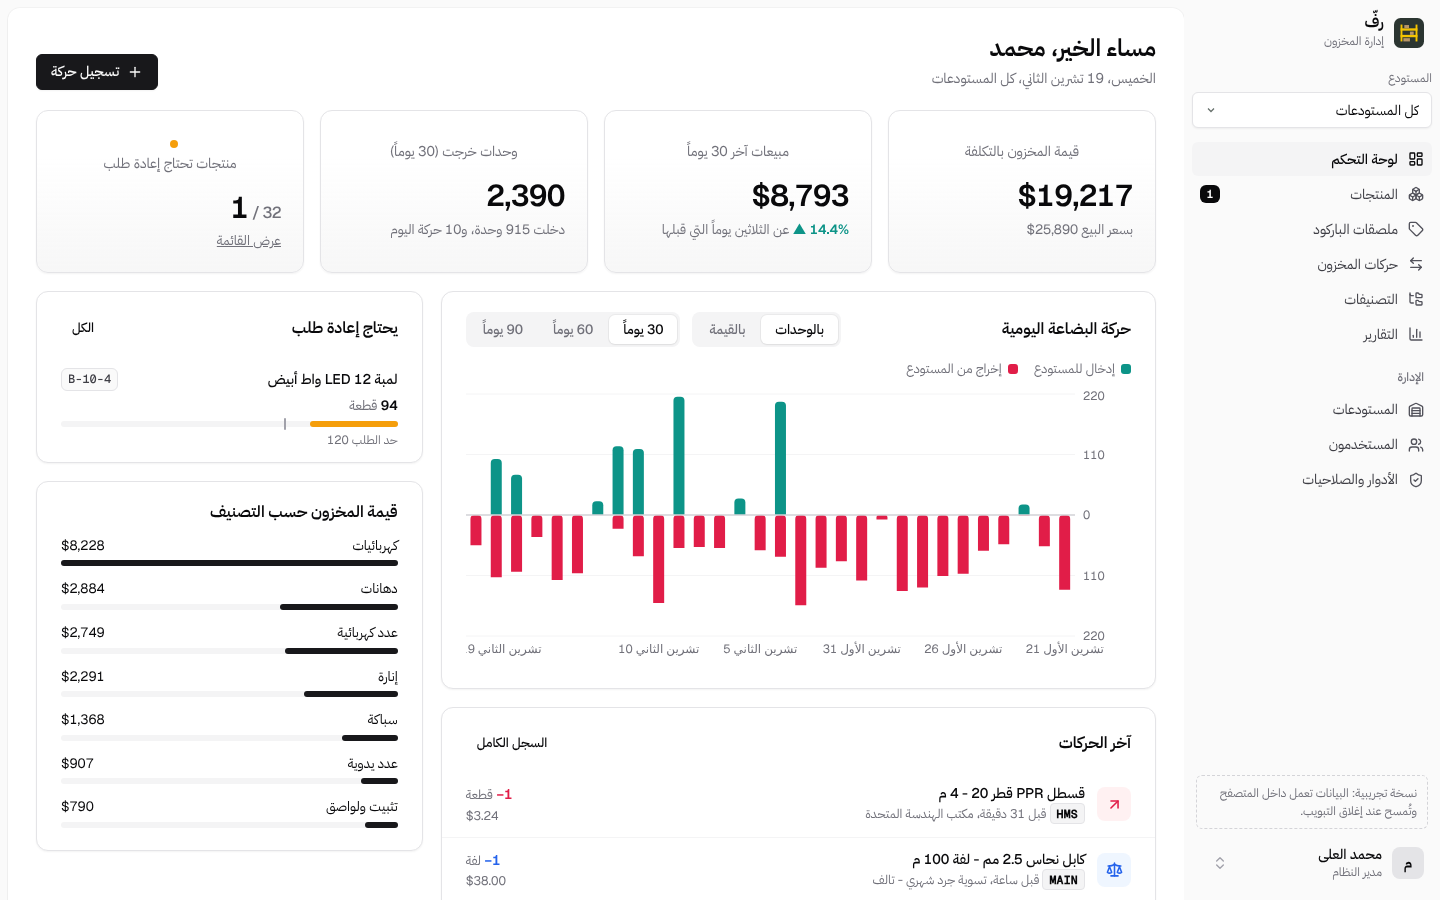 رفّ
إدارة المخزون
المستودع
كل المستودعات
لوحة التحكم
المنتجات 1
ملصقات الباركود
حركات المخزون
التصنيفات
التقارير
الإدارة
المستودعات
المستخدمون
الأدوار والصلاحيات
نسخة تجريبية: البيانات تعمل داخل المتصفح
وتُمسح عند إغلاق التبويب.
م
محمد العلي
مدير النظام
مساء الخير، محمد
الخميس، 19 تشرين الثاني، كل المستودعات
تسجيل حركة
قيمة المخزون بالتكلفة
$19,217
بسعر البيع $25,890
مبيعات آخر 30 يوماً
$8,793
▲ 14.4% عن الثلاثين يوماً التي قبلها
وحدات خرجت (30 يوماً)
2,390
دخلت 915 وحدة، و10 حركة اليوم
منتجات تحتاج إعادة طلب
1 / 32
عرض القائمة
حركة البضاعة اليومية
بالوحدات بالقيمة
30 يوماً 60 يوماً 90 يوماً
إدخال للمستودع إخراج من المستودع
220
110
0
110
220
21 تشرين الأول 26 تشرين الأول 31 تشرين الأول 5 تشرين الثاني 10 تشرين الثاني 9 تشرين الثاني
آخر الحركات
السجل الكامل
قسطل PPR قطر 20 - 4 م
HMS قبل 31 دقيقة، مكتب الهندسة المتحدة
−1 قطعة
$3.24
كابل نحاس 2.5 مم - لفة 100 م
MAIN قبل ساعة، تسوية جرد شهري - تالف
−1 لفة
$38.00
يحتاج إعادة طلب
الكل
لمبة LED 12 واط أبيض
B-10-4
94 قطعة
حد الطلب 120
قيمة المخزون حسب التصنيف
كهربائيات $8,228
دهانات $2,884
عدد كهربائية $2,749
إنارة $2,291
سباكة $1,368
عدد يدوية $907
تثبيت ولواصق $790